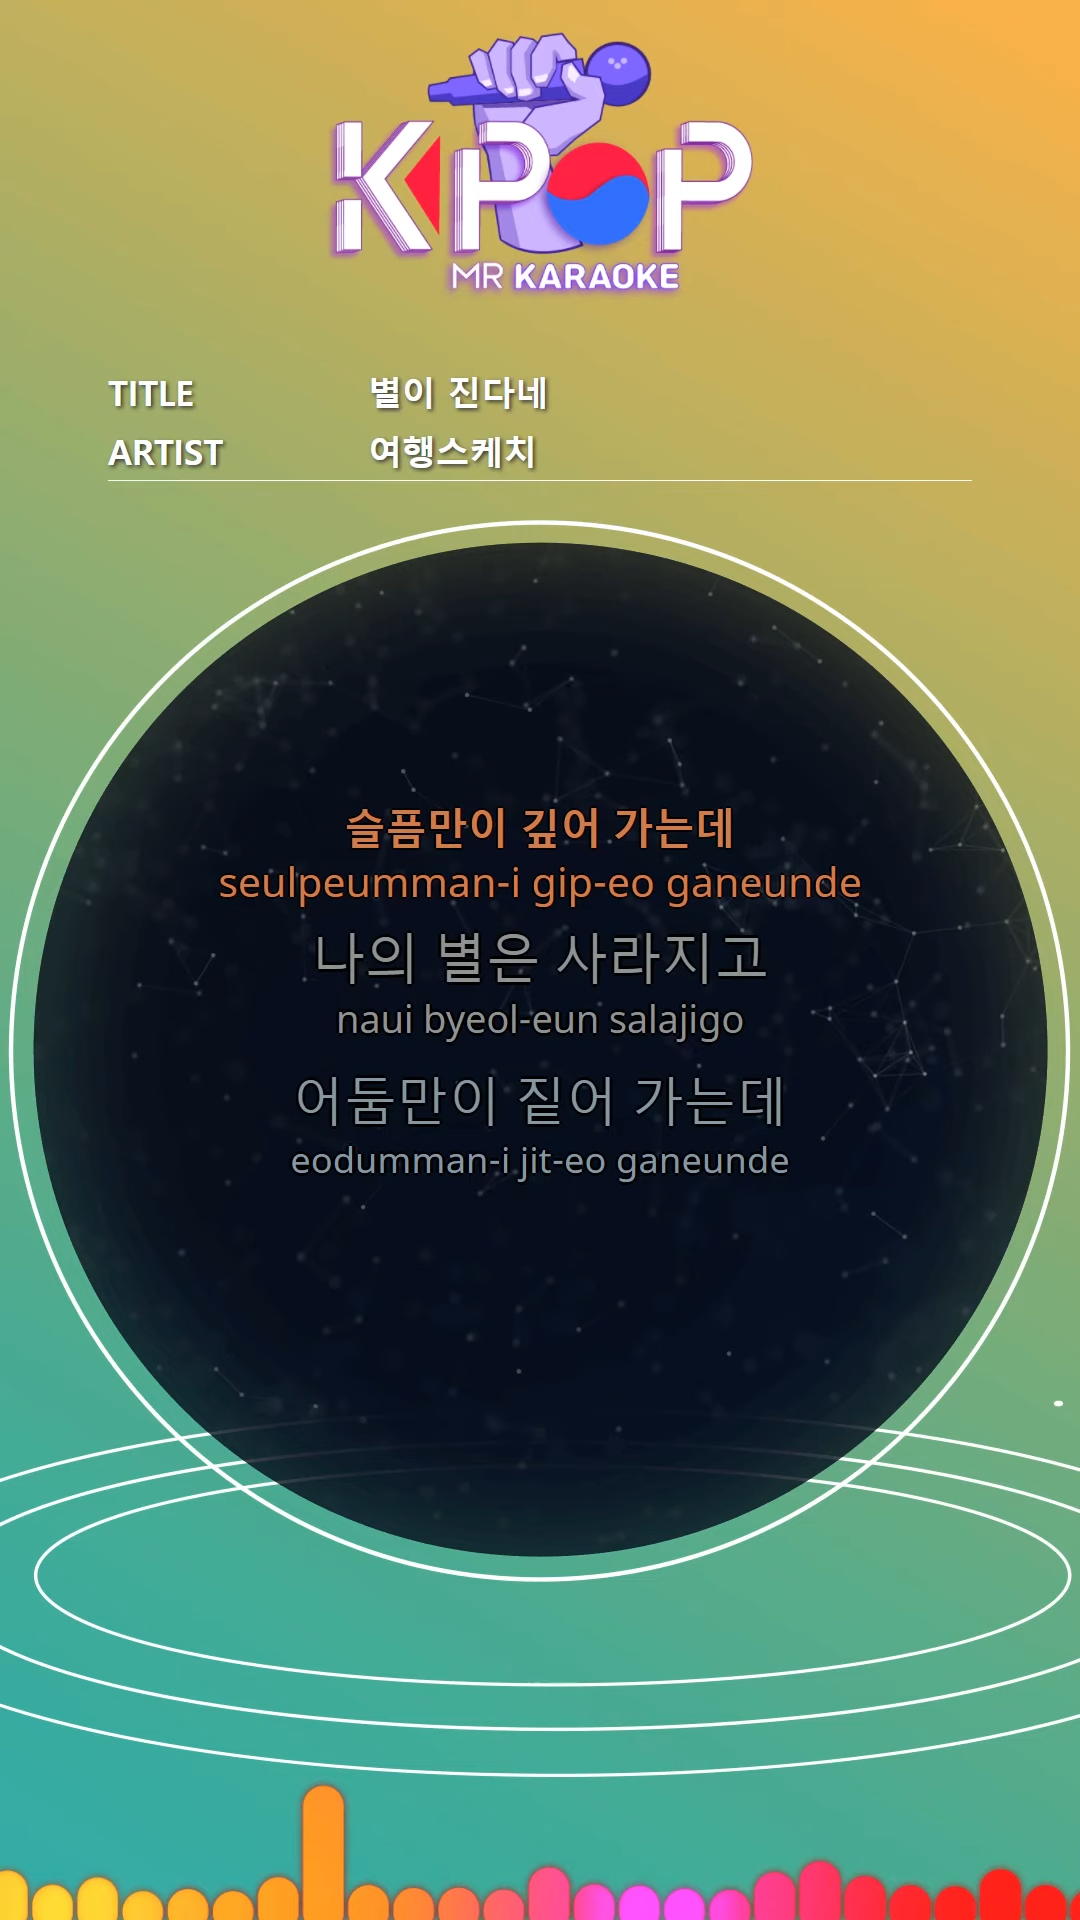 KPOP
MR KARAOKE
TITLE 별이 진다네
ARTIST 여행스케치
슬픔만이 깊어 가는데
seulpeumman-i gip-eo ganeunde
나의 별은 사라지고
naui byeol-eun salajigo
어둠만이 짙어 가는데
eodumman-i jit-eo ganeunde